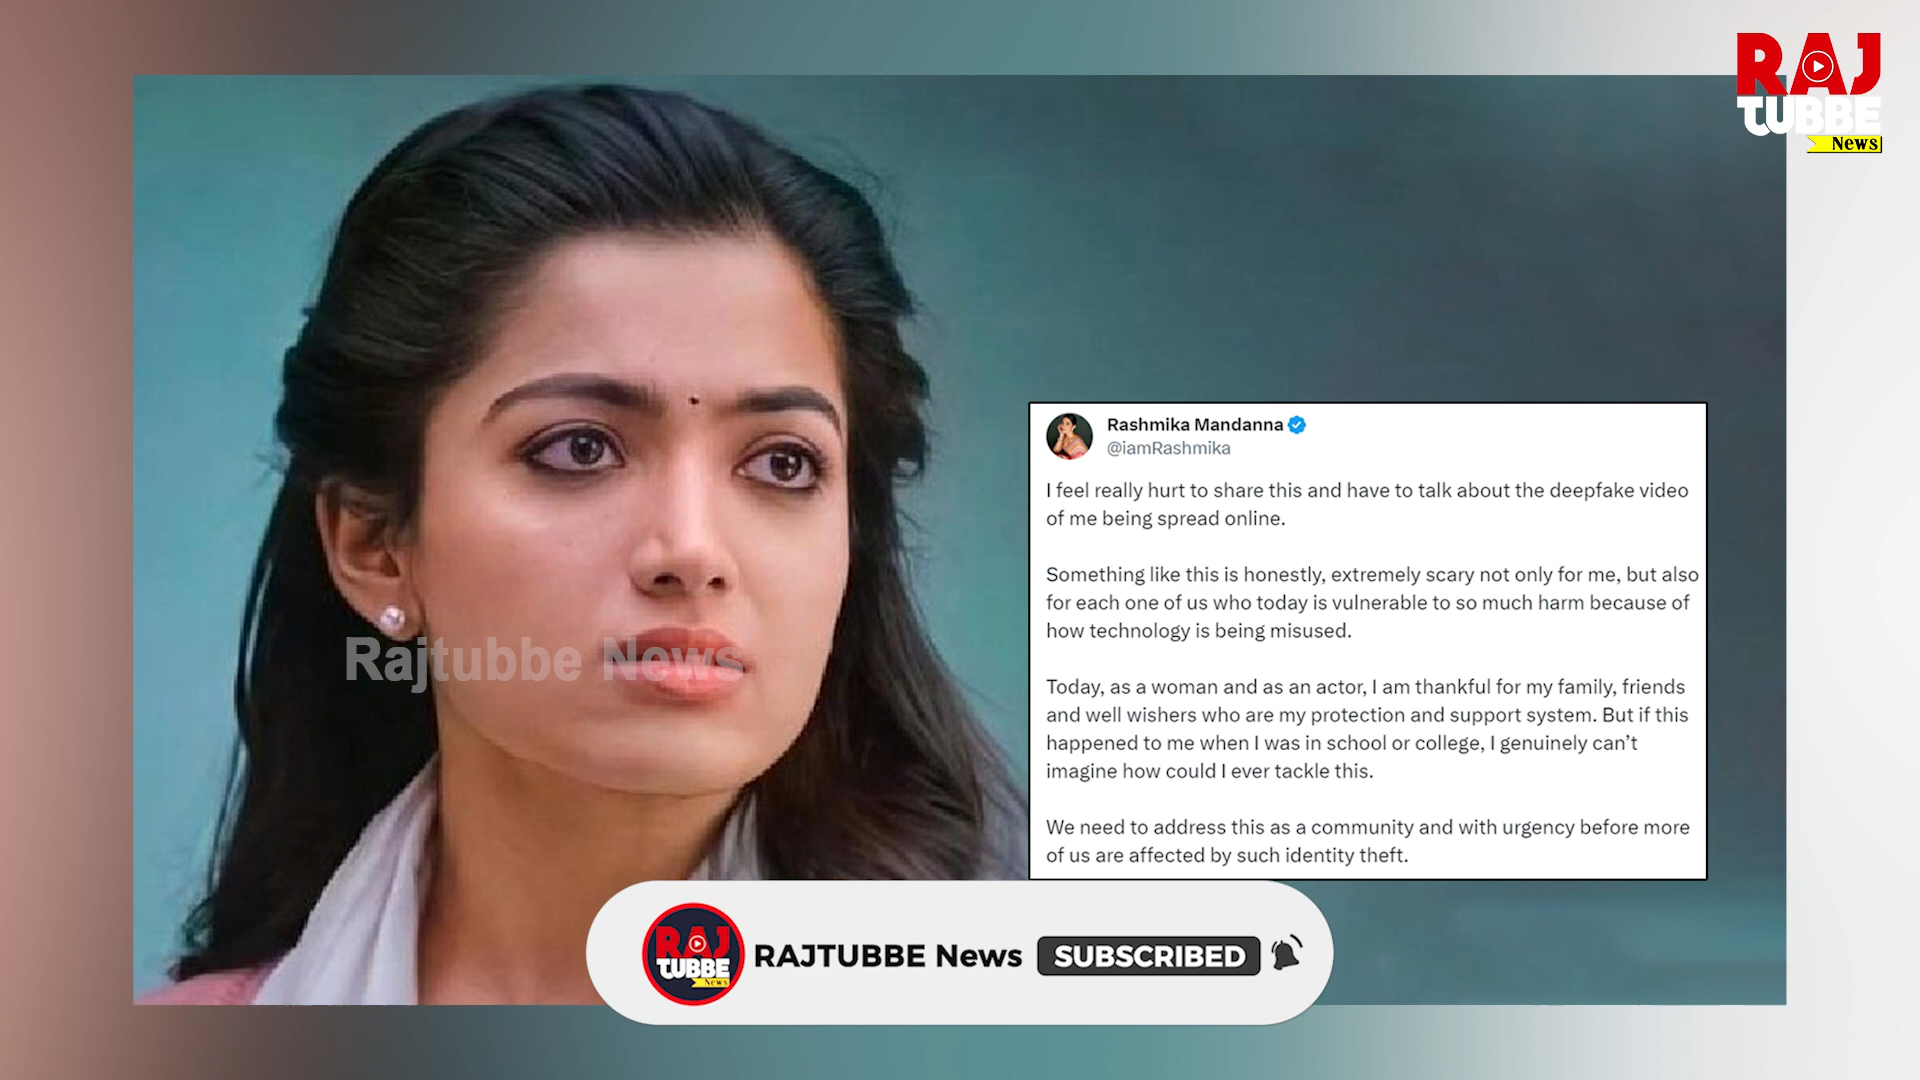 RAJ
TUBBE
News
Rashmika Mandanna
@iamRashmika
I feel really hurt to share this and have to talk about the deepfake video
of me being spread online.
Something like this is honestly, extremely scary not only for me, but also
for each one of us who today is vulnerable to so much harm because of
how technology is being misused.
Today, as a woman and as an actor, I am thankful for my family, friends
and well wishers who are my protection and support system. But if this
happened to me when I was in school or college, I genuinely can’t
imagine how could I ever tackle this.
We need to address this as a community and with urgency before more
of us are affected by such identity theft.
Rajtubbe News
RAJ
TUBBE
News
RAJTUBBE News
SUBSCRIBED